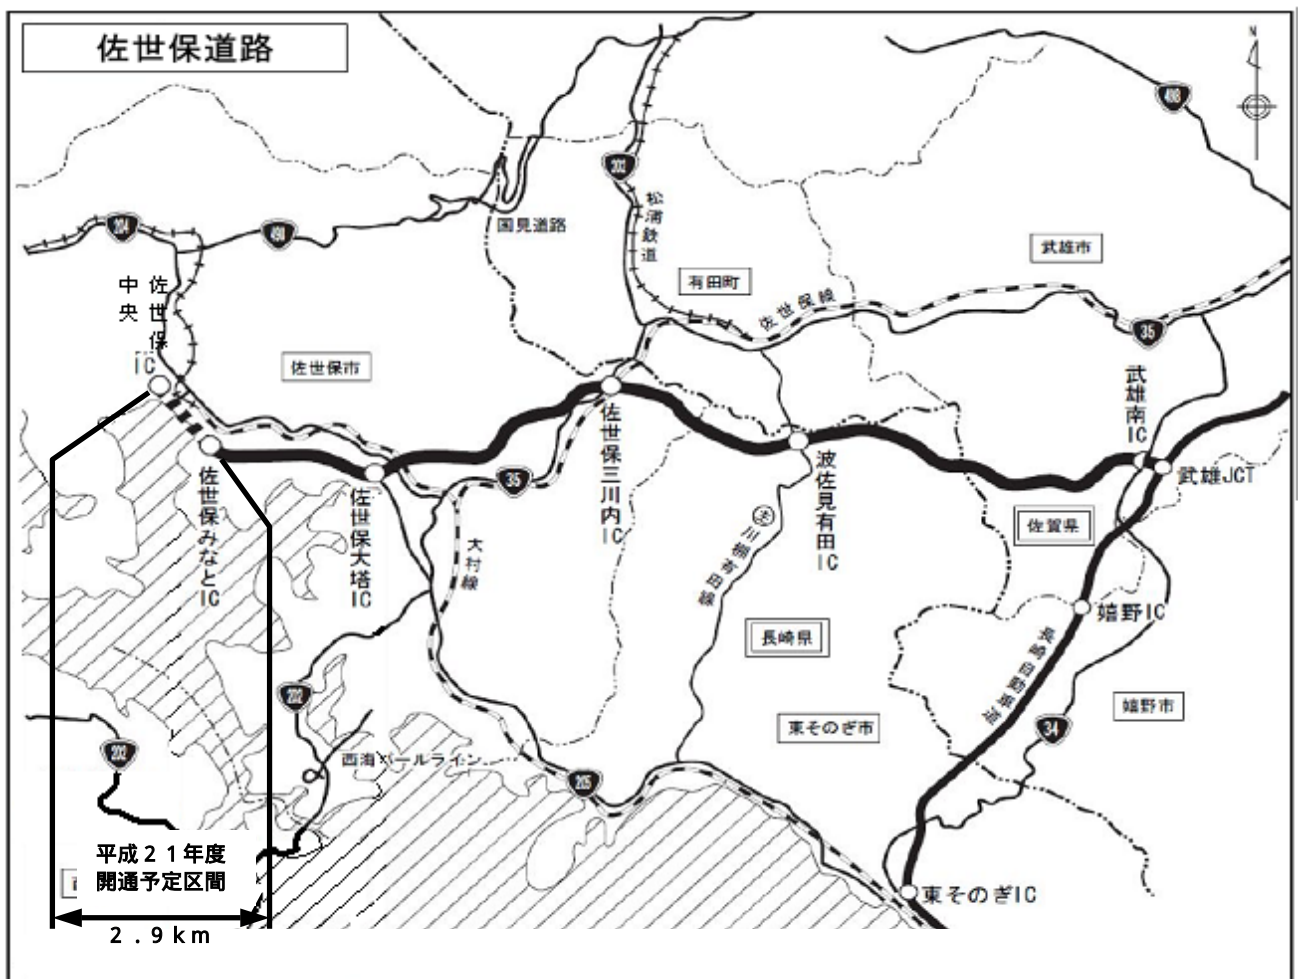 佐世保道路
N
498
202
204
498
国見道路
松浦鉄道
武雄市
有田町
佐世保線
35
佐世保
中央
IC
佐世保市
武雄南IC
佐世保三川内IC
波佐見有田IC
武雄JCT
35
佐世保みなとIC
佐世保大塔IC
大村線
主
川棚有田線
佐賀県
嬉野IC
長崎県
長崎自動車道
嬉野市
東そのぎ市
34
202
202
西海パールライン
205
平成21年度
開通予定区間
2.9km
東そのぎIC